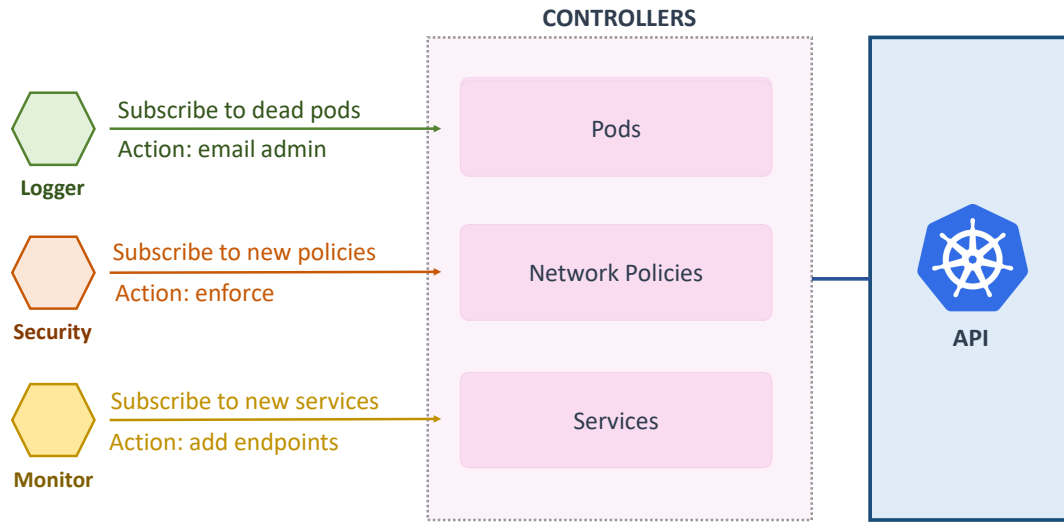 CONTROLLERS
Subscribe to dead pods
Action: email admin
Logger
Pods
Subscribe to new policies
Action: enforce
Security
Network Policies
API
Subscribe to new services
Action: add endpoints
Monitor
Services